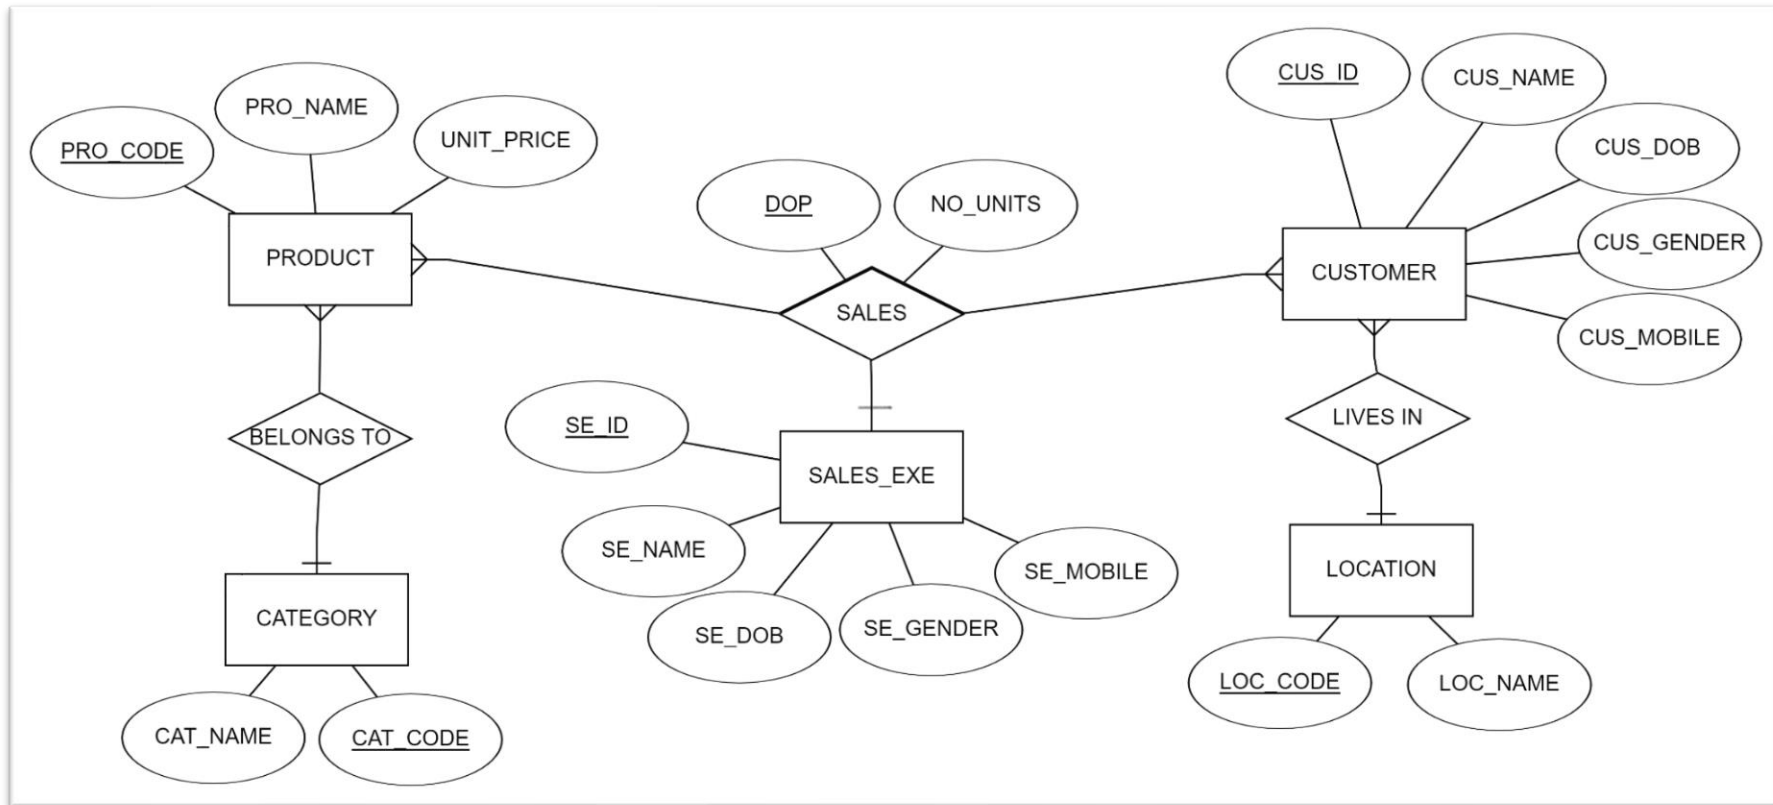 CUS_ID
CUS_NAME
PRO_NAME
UNIT_PRICE
PRO_CODE
CUS_DOB
DOP
NO_UNITS
CUS_GENDER
PRODUCT
CUSTOMER
SALES
CUS_MOBILE
LIVES IN
SE_ID
BELONGS TO
SALES_EXE
SE_NAME
SE_MOBILE
LOCATION
CATEGORY
SE_DOB
SE_GENDER
LOC_CODE
LOC_NAME
CAT_NAME
CAT_CODE